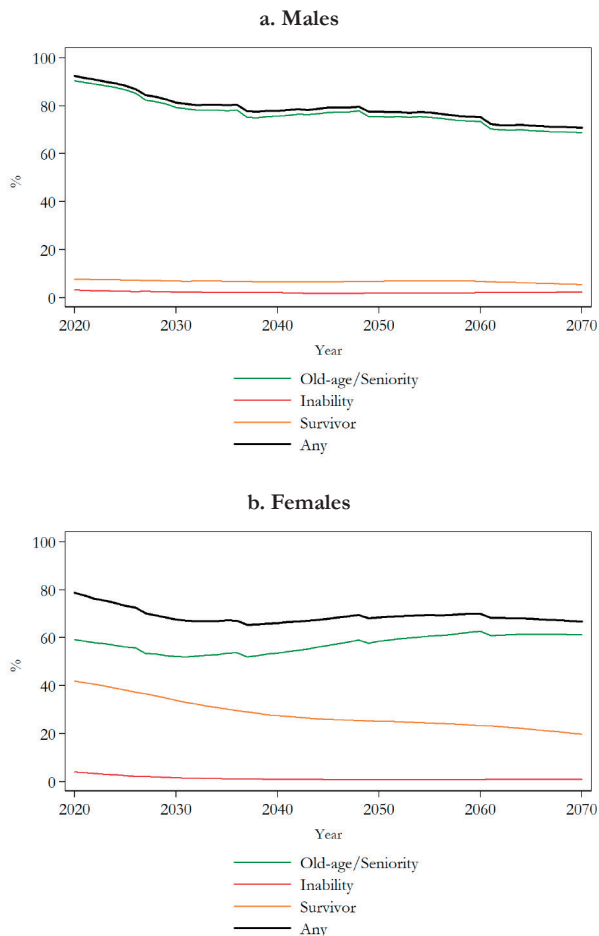 a. Males
100
80
60
40
20
0
%
2020 2030 2040 2050 2060 2070
Year
Old-age/Seniority
Inability
Survivor
Any
b. Females
100
80
60
40
20
0
%
2020 2030 2040 2050 2060 2070
Year
Old-age/Seniority
Inability
Survivor
Any